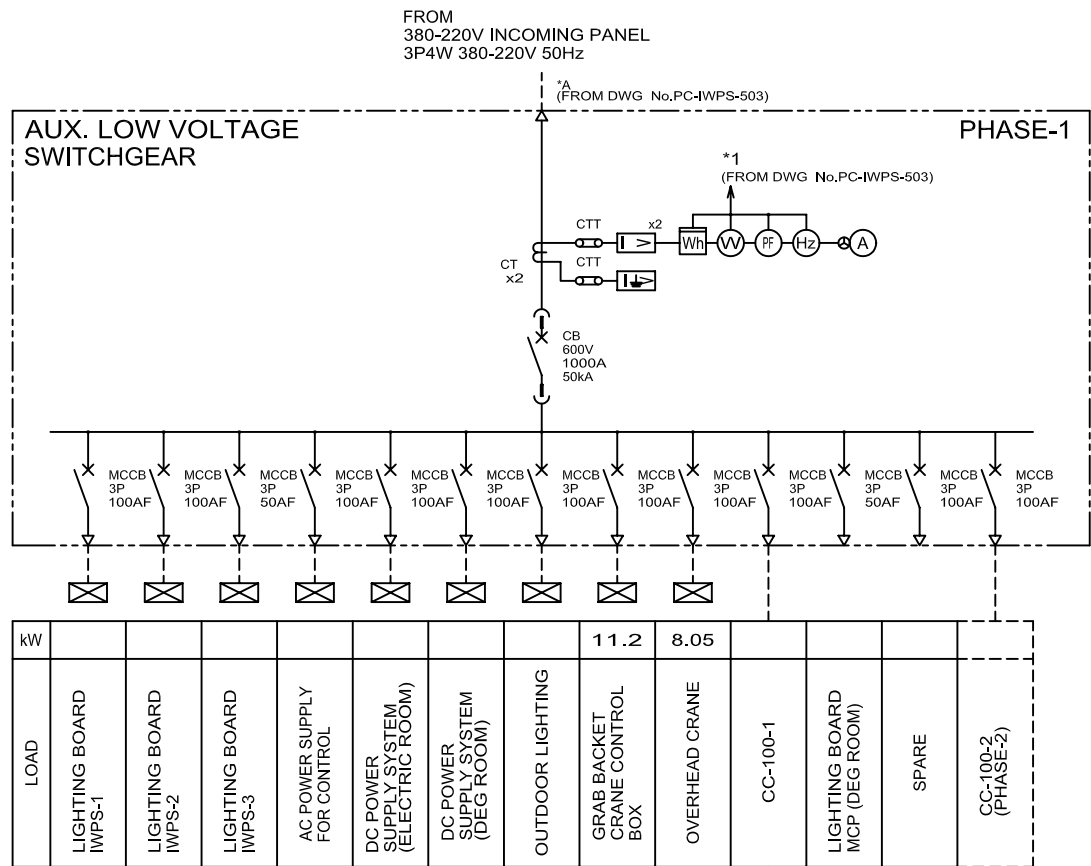 FROM
380-220V INCOMING PANEL
3P4W 380-220V 50Hz
*A
(FROM DWG No.PC-IWPS-503)
AUX. LOW VOLTAGE
SWITCHGEAR
PHASE-1
*1
(FROM DWG No.PC-IWPS-503)
CTT
I >
x2
Wh
VV
PF
Hz
A
CT
x2
CTT
I >
CB
600V
1000A
50kA
MCCB
3P
100AF
MCCB
3P
100AF
MCCB
3P
50AF
MCCB
3P
100AF
MCCB
3P
100AF
MCCB
3P
100AF
MCCB
3P
100AF
MCCB
3P
100AF
MCCB
3P
100AF
MCCB
3P
100AF
MCCB
3P
50AF
MCCB
3P
100AF
MCCB
3P
100AF
kW
11.2
8.05
LOAD
LIGHTING BOARD
IWPS-1
LIGHTING BOARD
IWPS-2
LIGHTING BOARD
IWPS-3
AC POWER SUPPLY
FOR CONTROL
DC POWER
SUPPLY SYSTEM
(ELECTRIC ROOM)
DC POWER
SUPPLY SYSTEM
(DEG ROOM)
OUTDOOR LIGHTING
GRAB BACKET
CRANE CONTROL
BOX
OVERHEAD CRANE
CC-100-1
LIGHTING BOARD
MCP (DEG ROOM)
SPARE
CC-100-2
(PHASE-2)